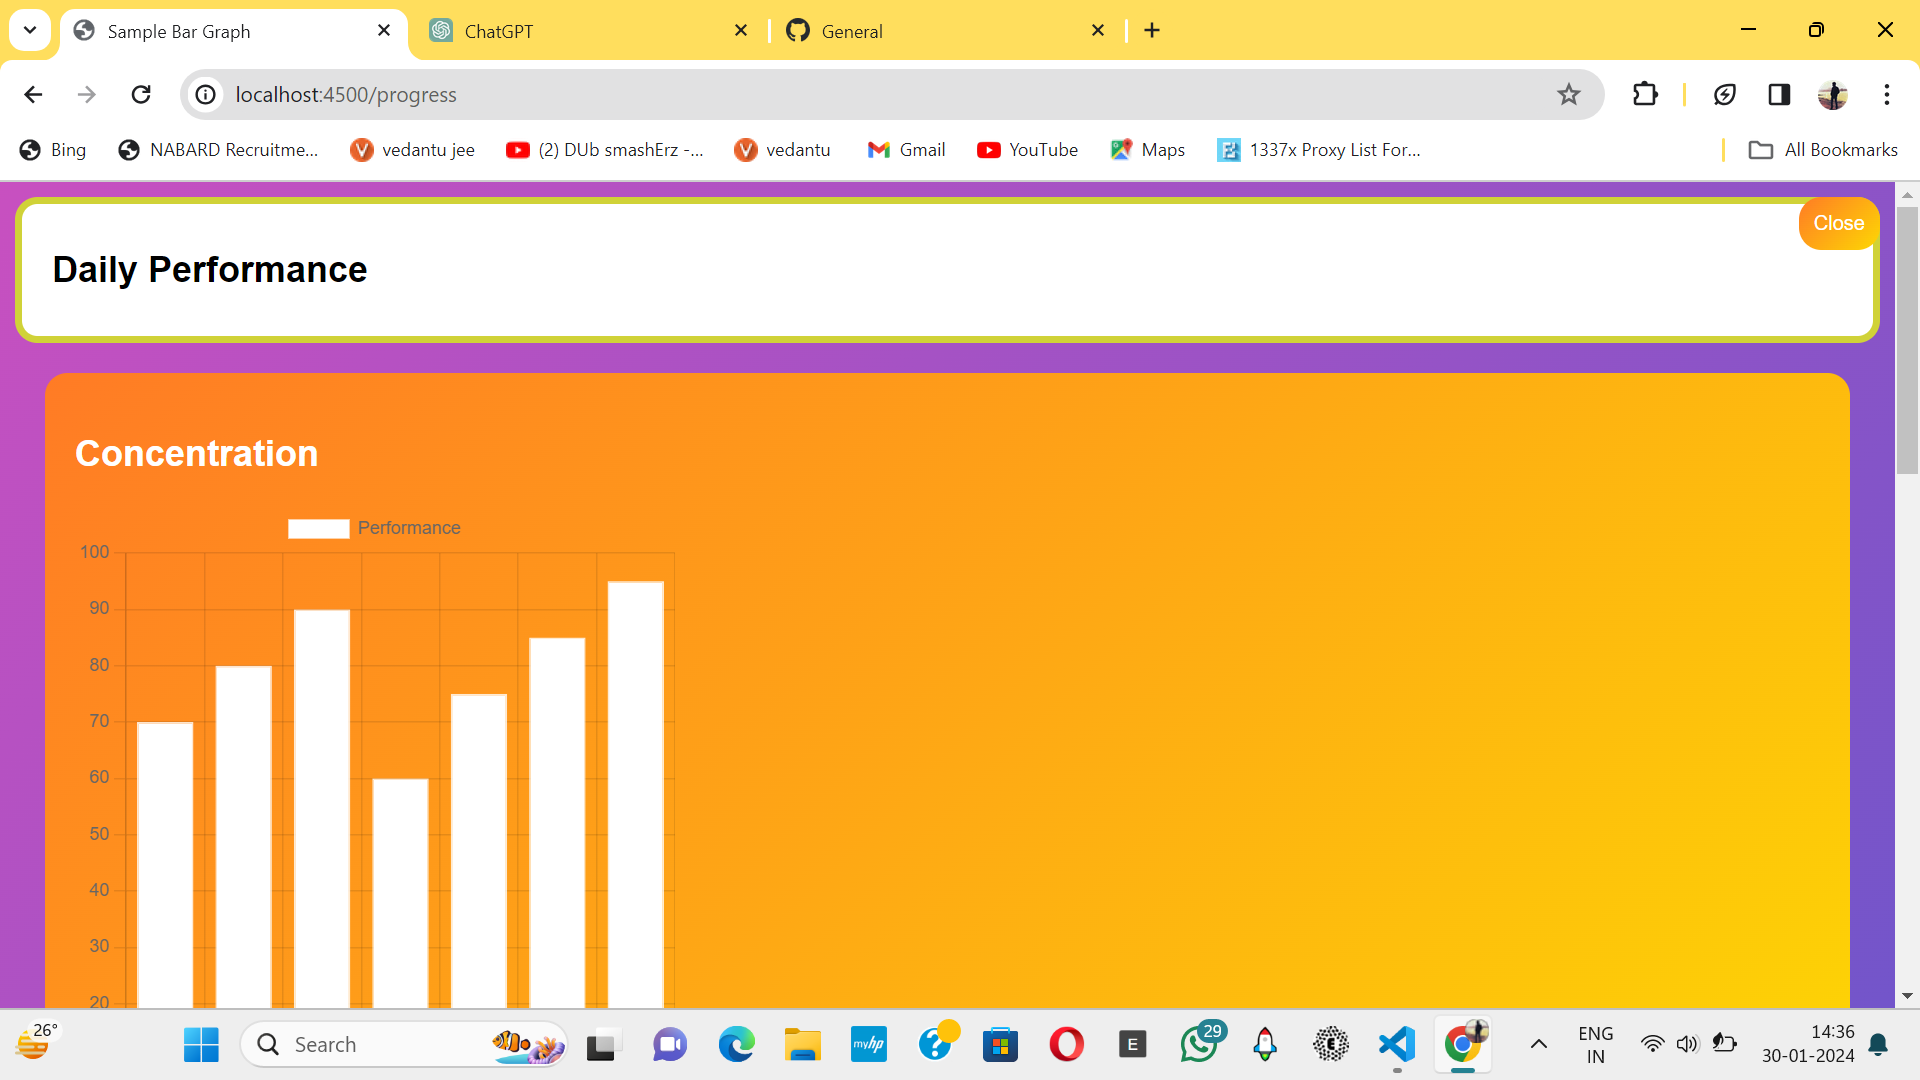 Sample Bar Graph
ChatGPT
General
localhost:4500/progress
Bing
NABARD Recruitme...
vedantu jee
(2) DUb smashErz -...
vedantu
Gmail
YouTube
Maps
1337x Proxy List For...
All Bookmarks
Close
Daily Performance
Concentration
Performance
100
90
80
70
60
50
40
30
20
26°
Search
myhp
E
29
E
ENG
IN
14:36
30-01-2024